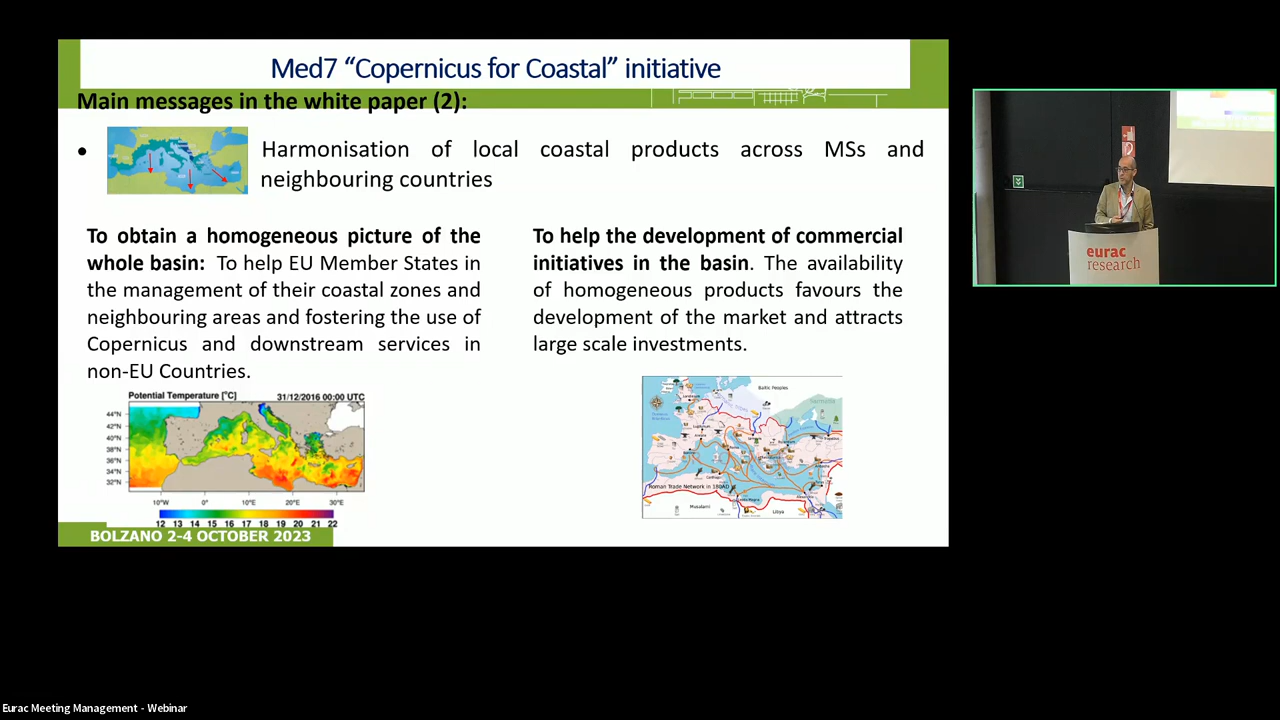 Med7 “Copernicus for Coastal” initiative
Main messages in the white paper (2):
• Harmonisation of local coastal products across MSs and
neighbouring countries
To obtain a homogeneous picture of the
whole basin: To help EU Member States in
the management of their coastal zones and
neighbouring areas and fostering the use of
Copernicus and downstream services in
non-EU Countries.
To help the development of commercial
initiatives in the basin. The availability
of homogeneous products favours the
development of the market and attracts
large scale investments.
Potential Temperature [°C] 31/12/2016 00:00 UTC
44°N
42°N
40°N
38°N
36°N
34°N
32°N
10°W 0° 10°E 20°E 30°E
12 13 14 15 16 17 18 19 20 21 22
Baltic Peoples
Sarmatia
Roman Trade Network in 180AD
Musalami
Libya
BOLZANO 2-4 OCTOBER 2023
eurac
research
Eurac Meeting Management - Webinar